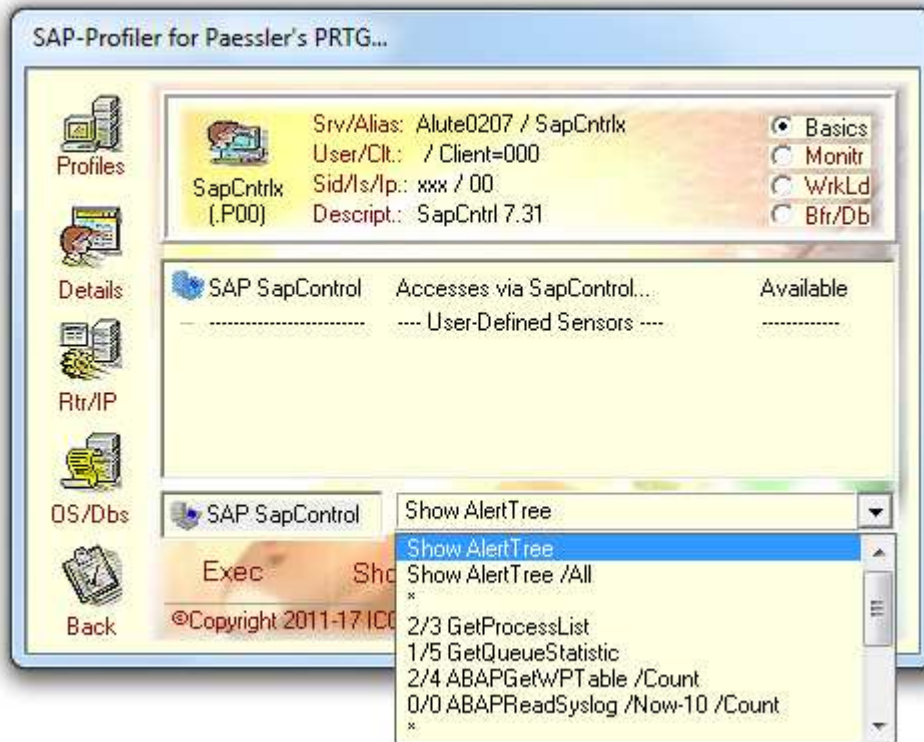 SAP-Profiler for Paessler's PRTG...
Profiles
Details
Rtr/IP
OS/Dbs
Back
SapCntrlx
(.P00)
Srv/Alias: Alute0207 / SapCntrlx
User/Clt.: / Client=000
Sid/Is/Ip.: xxx / 00
Descript.: SapCntrl 7.31
Basics
Monitr
WrkLd
Bfr/Db
SAP SapControl Accesses via SapControl... Available
-- ------------------------ ---- User-Defined Sensors ---- ------------
SAP SapControl
Show AlertTree
Exec
©Copyright 2011-17
Show AlertTree
Show AlertTree /All
*
2/3 GetProcessList
1/5 GetQueueStatistic
2/4 ABAPGetWPTable /Count
0/0 ABAPReadSyslog /Now-10 /Count
*